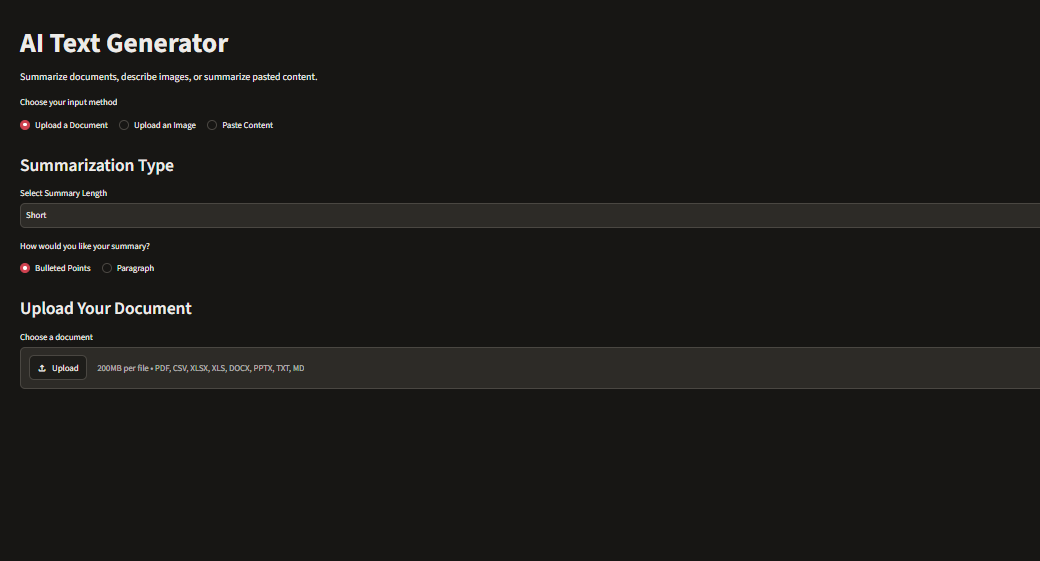 AI Text Generator
Summarize documents, describe images, or summarize pasted content.
Choose your input method
Upload a Document Upload an Image Paste Content
Summarization Type
Select Summary Length
Short
How would you like your summary?
Bulleted Points Paragraph
Upload Your Document
Choose a document
Upload 200MB per file • PDF, CSV, XLSX, XLS, DOCX, PPTX, TXT, MD